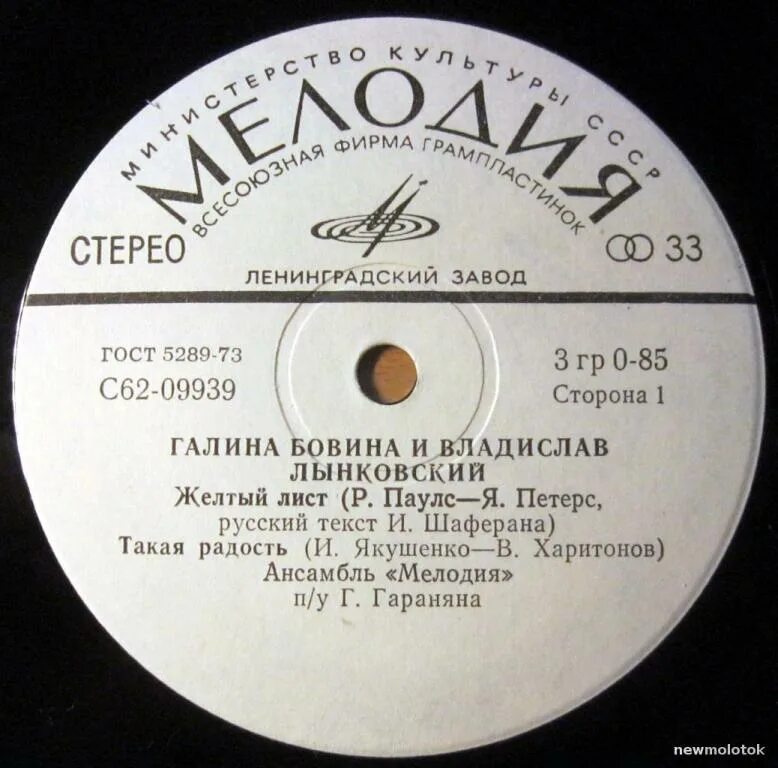 МИНИСТЕРСТВО КУЛЬТУРЫ СССР
МЕЛОДИЯ
ВСЕСОЮЗНАЯ ФИРМА ГРАМПЛАСТИНОК
СТЕРЕО
33
ЛЕНИНГРАДСКИЙ ЗАВОД
ГОСТ 5289-73
3 гр 0-85
С62-09939
Сторона 1
ГАЛИНА БОВИНА И ВЛАДИСЛАВ
ЛЫНКОВСКИЙ
Желтый лист (Р. Паулс—Я. Петерс,
русский текст И. Шаферана)
Такая радость (И. Якушенко—В. Харитонов)
Ансамбль «Мелодия»
п/у Г. Гараняна
newmolotok